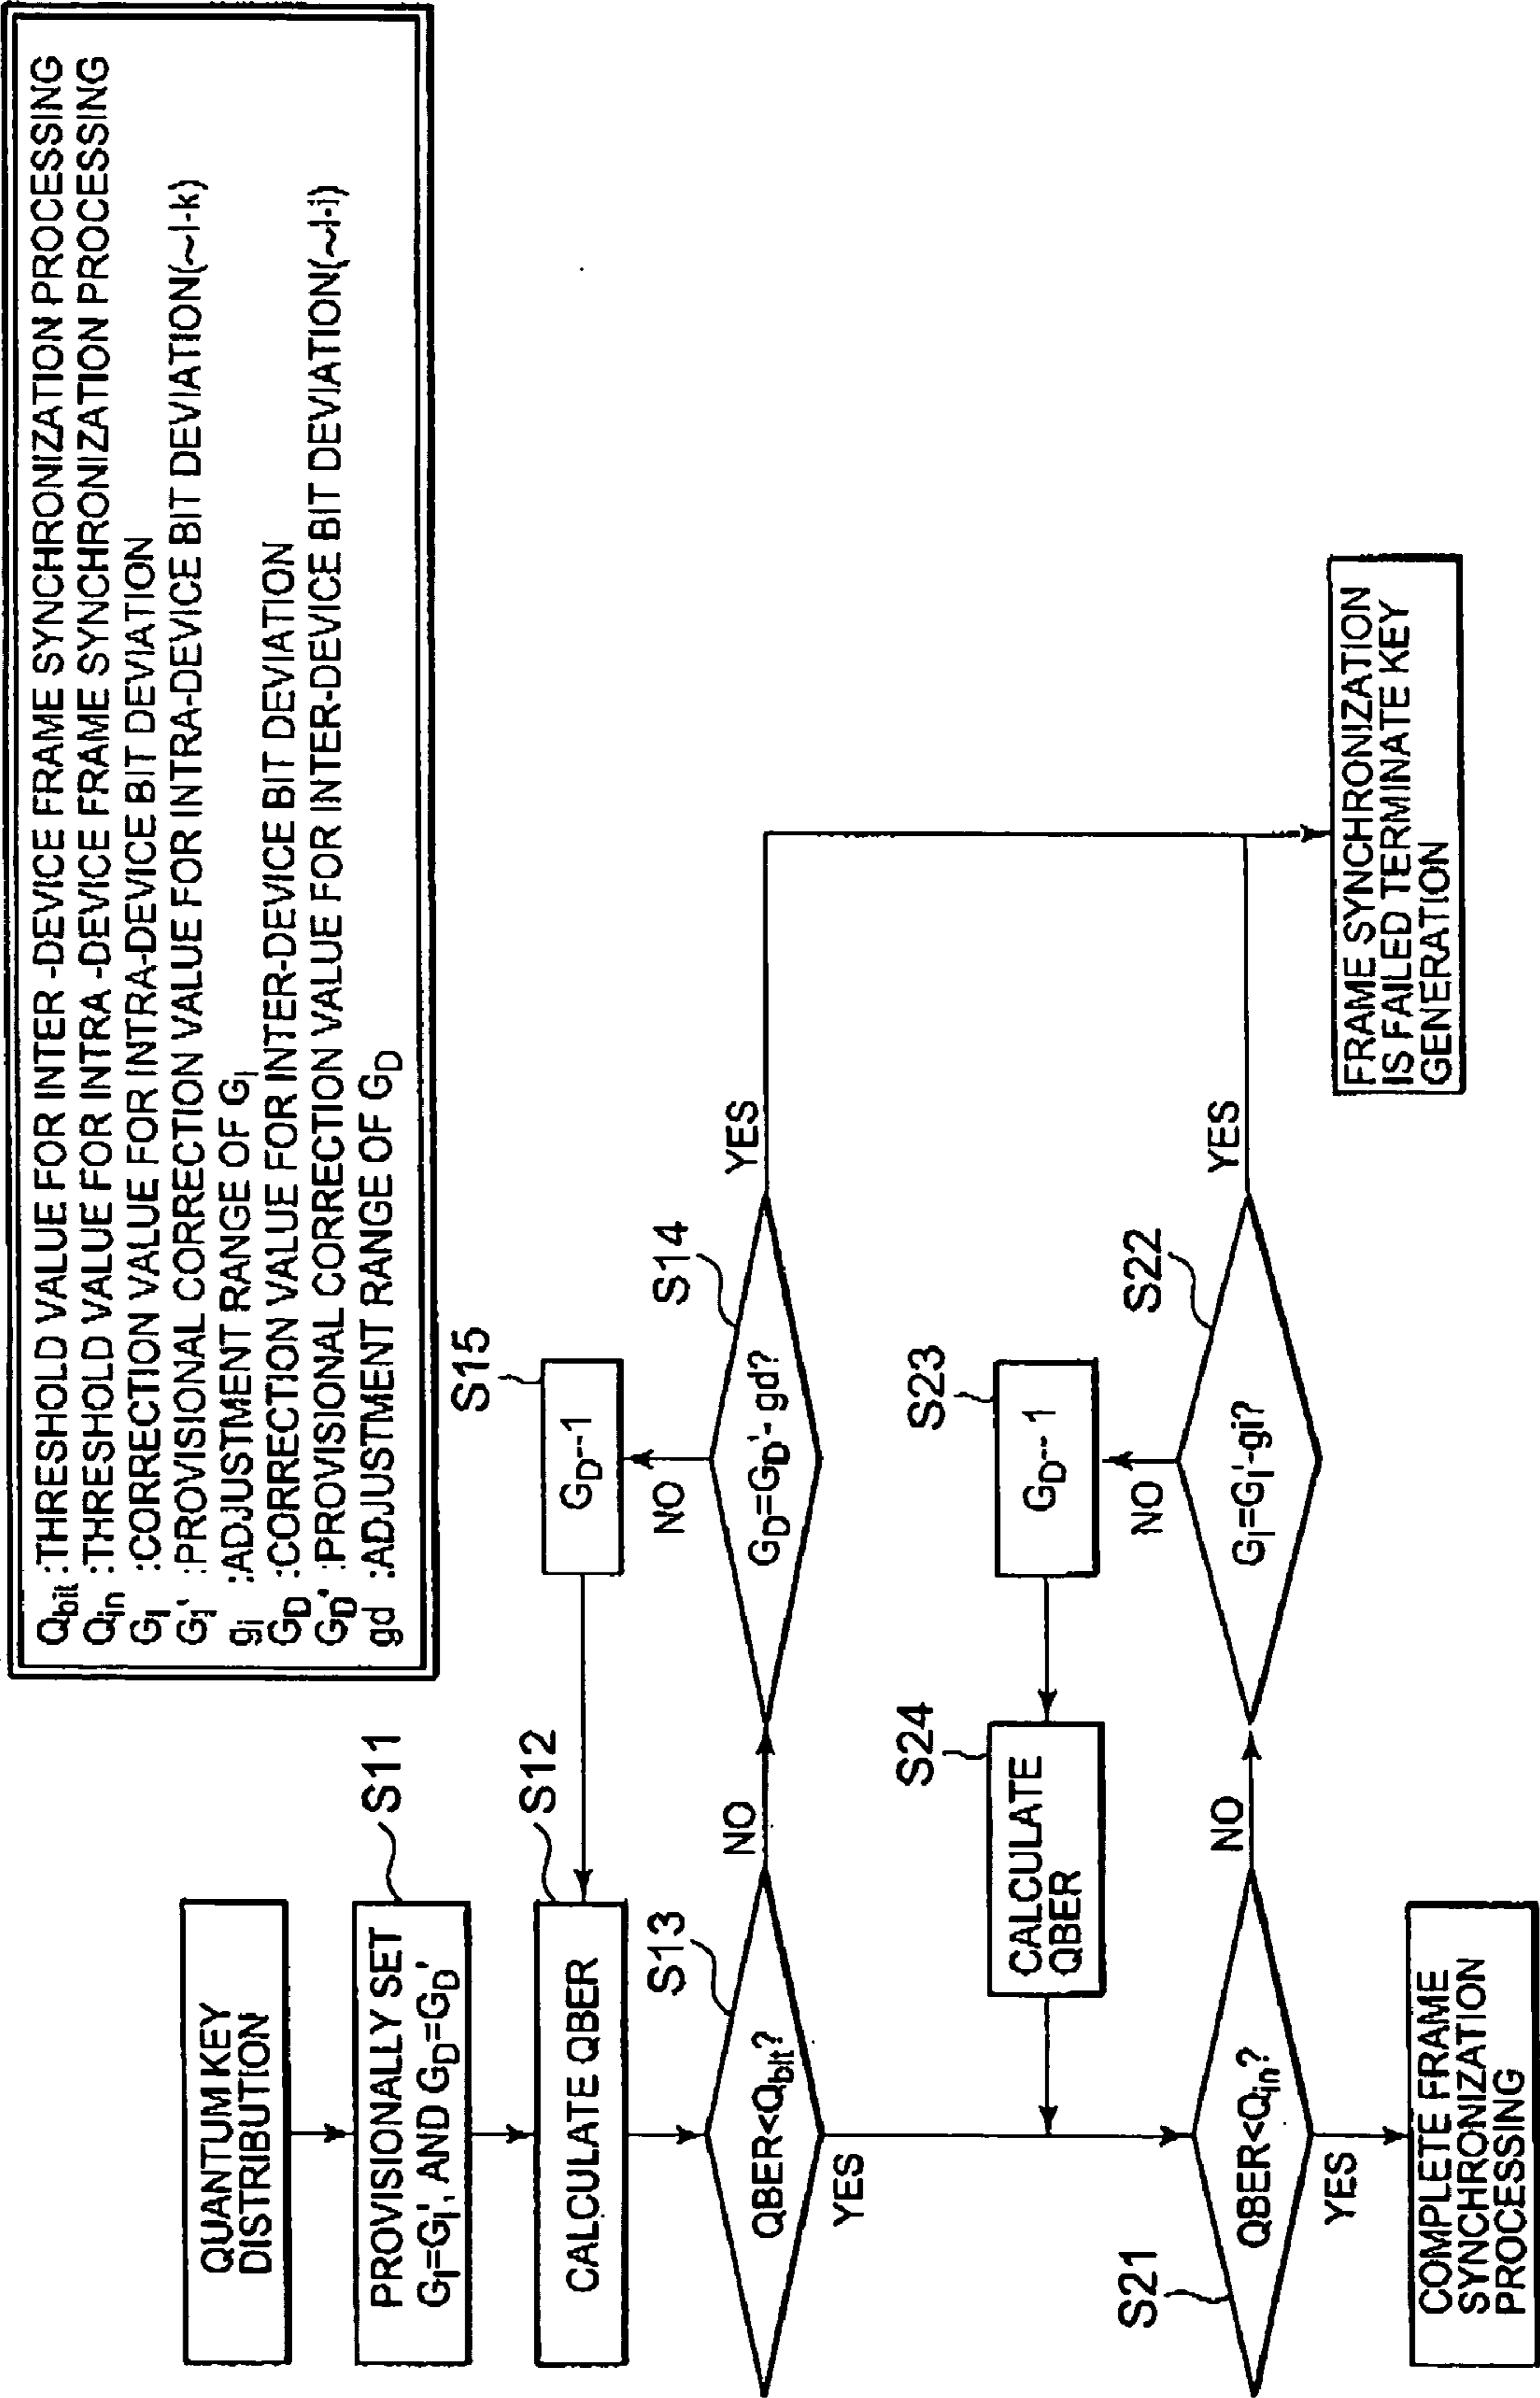 Qbit :THRESHOLD VALUE FOR INTER -DEVICE FRAME SYNCHRONIZATION PROCESSING
Qin :THRESHOLD VALUE FOR INTRA -DEVICE FRAME SYNCHRONIZATION PROCESSING
GI :CORRECTION VALUE FOR INTRA-DEVICE BIT DEVIATION
GI' :PROVISIONAL CORRECTION VALUE FOR INTRA-DEVICE BIT DEVIATION(~I-k)
gi :ADJUSTMENT RANGE OF GI
GD :CORRECTION VALUE FOR INTER-DEVICE BIT DEVIATION
GD' :PROVISIONAL CORRECTION VALUE FOR INTER-DEVICE BIT DEVIATION(~I-i)
gd :ADJUSTMENT RANGE OF GD
QUANTUM KEY
DISTRIBUTION
S11
PROVISIONALLY SET
GI=GI', AND GD=GD'
S12
CALCULATE QBER
S15
GD--1
S13
QBER<Qbit?
NO
YES
S14
GD=GD'- gd?
NO
YES
S24
CALCULATE
QBER
S23
GD--1
S21
QBER<Qin?
NO
YES
S22
GI=GI'-gi?
NO
YES
COMPLETE FRAME
SYNCHRONIZATION
PROCESSING
FRAME SYNCHRONIZATION
IS FAILED TERMINATE KEY
GENERATION